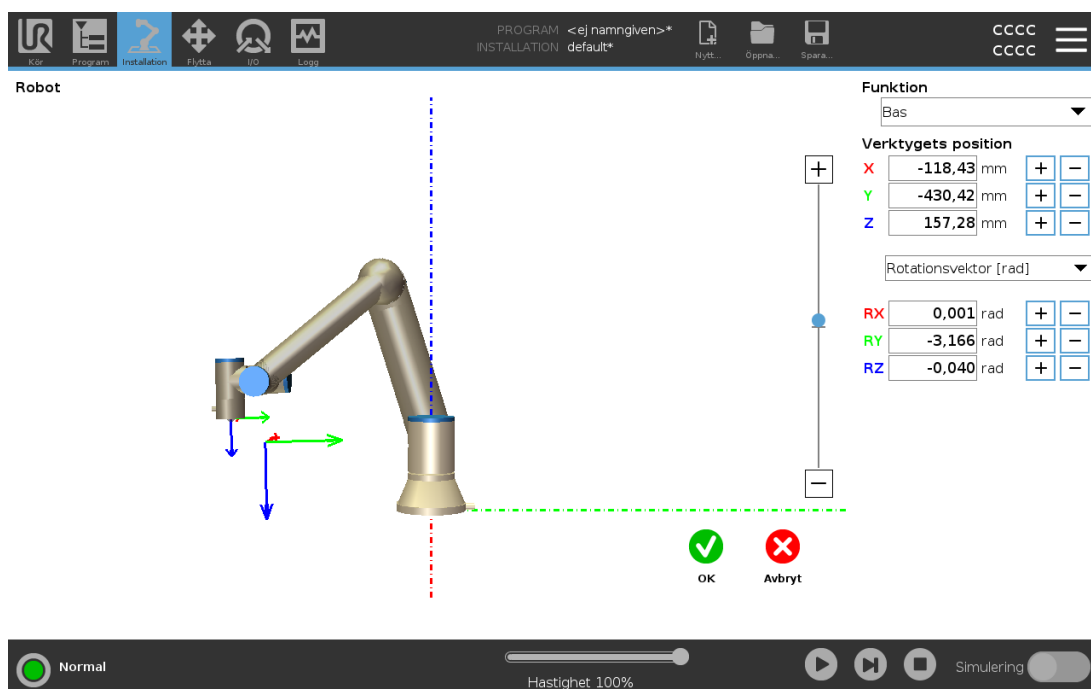 PROGRAM <ej namngiven>*
INSTALLATION default*
CCCC
CCCC
Kör Program Installation Flytta I/O Logg Nytt... Öppna... Spara...
Robot
Funktion
Bas
Verktygets position
X -118,43 mm + −
Y -430,42 mm + −
Z 157,28 mm + −
Rotationsvektor [rad]
RX 0,001 rad + −
RY -3,166 rad + −
RZ -0,040 rad + −
+
−
OK Avbryt
Normal
Hastighet 100%
Simulering